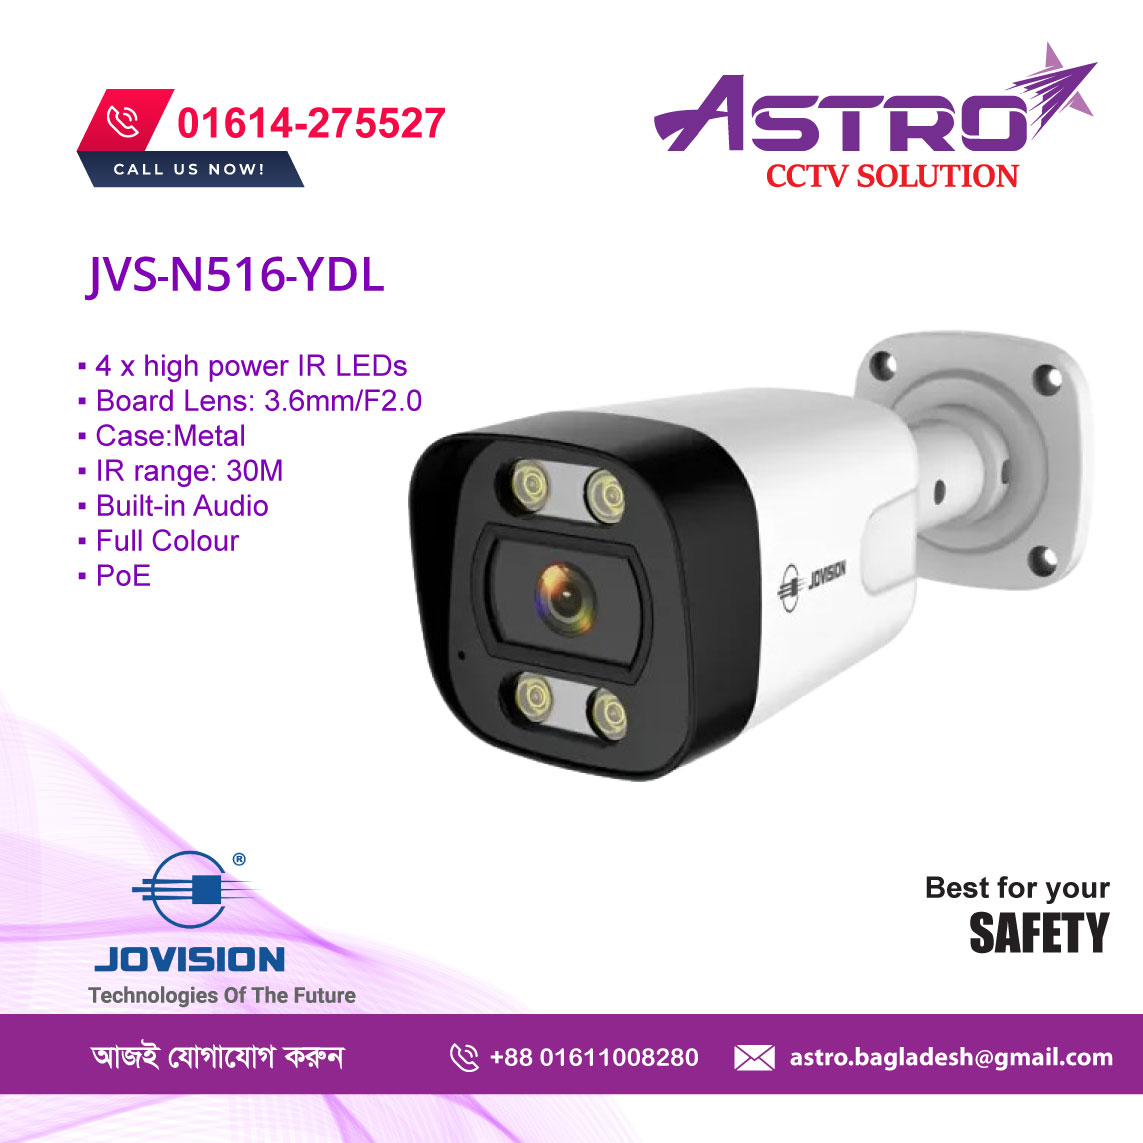 01614-275527
CALL US NOW!
ASTRO
CCTV SOLUTION
JVS-N516-YDL
▪ 4 x high power IR LEDs
▪ Board Lens: 3.6mm/F2.0
▪ Case:Metal
▪ IR range: 30M
▪ Built-in Audio
▪ Full Colour
▪ PoE
JOVISION
®
JOVISION
Technologies Of The Future
Best for your
SAFETY
আজই যোগাযোগ করুন
+88 01611008280
astro.bagladesh@gmail.com